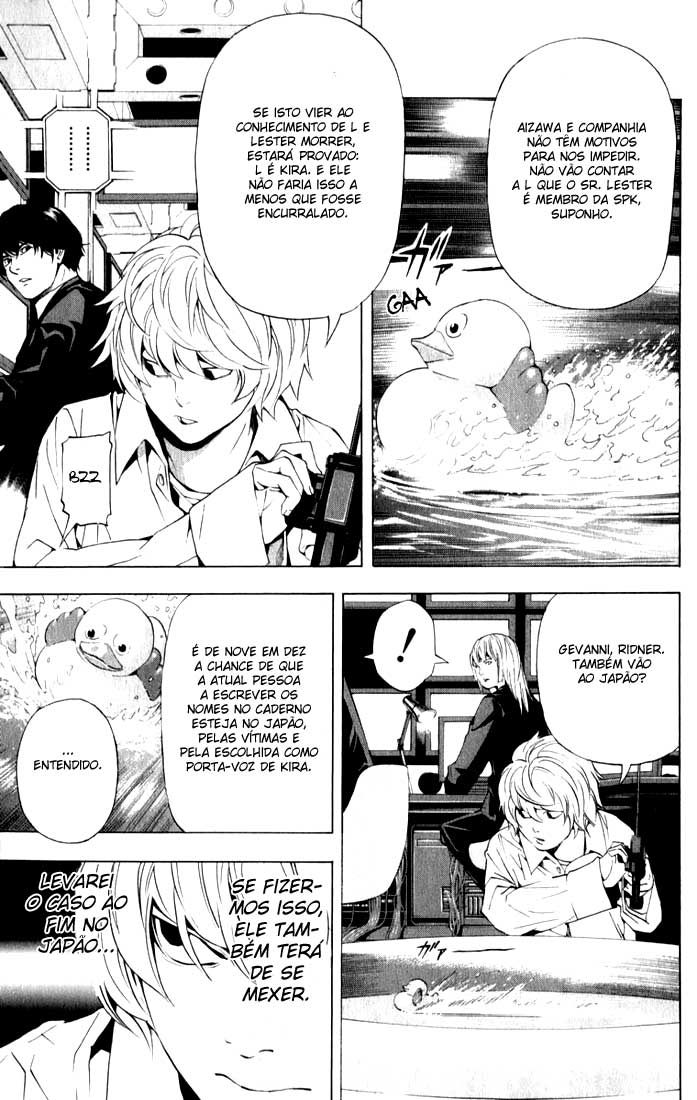 AIZAWA E COMPANHIA
NÃO TÊM MOTIVOS
PARA NOS IMPEDIR.
NÃO VÃO CONTAR
A L QUE O SR. LESTER
É MEMBRO DA SPK,
SUPONHO.
ガァ
GAA
SE ISTO VIER AO
CONHECIMENTO DE L E
LESTER MORRER,
ESTARÁ PROVADO:
L É KIRA. E ELE
NÃO FARIA ISSO A
MENOS QUE FOSSE
ENCURRALADO.
BZZ
GEVANNI, RIDNER.
TAMBÉM VÃO
AO JAPÃO?
!
ガァ
É DE NOVE EM DEZ
A CHANCE DE QUE
A ATUAL PESSOA
A ESCREVER OS
NOMES NO CADERNO
ESTEJA NO JAPÃO,
PELAS VÍTIMAS E
PELA ESCOLHIDA COMO
PORTA-VOZ DE KIRA.
...
ENTENDIDO.
SE FIZER-
MOS ISSO,
ELE TAM-
BÉM TERÁ
DE SE
MEXER.
LEVAREI
O CASO AO
FIM NO
JAPÃO...